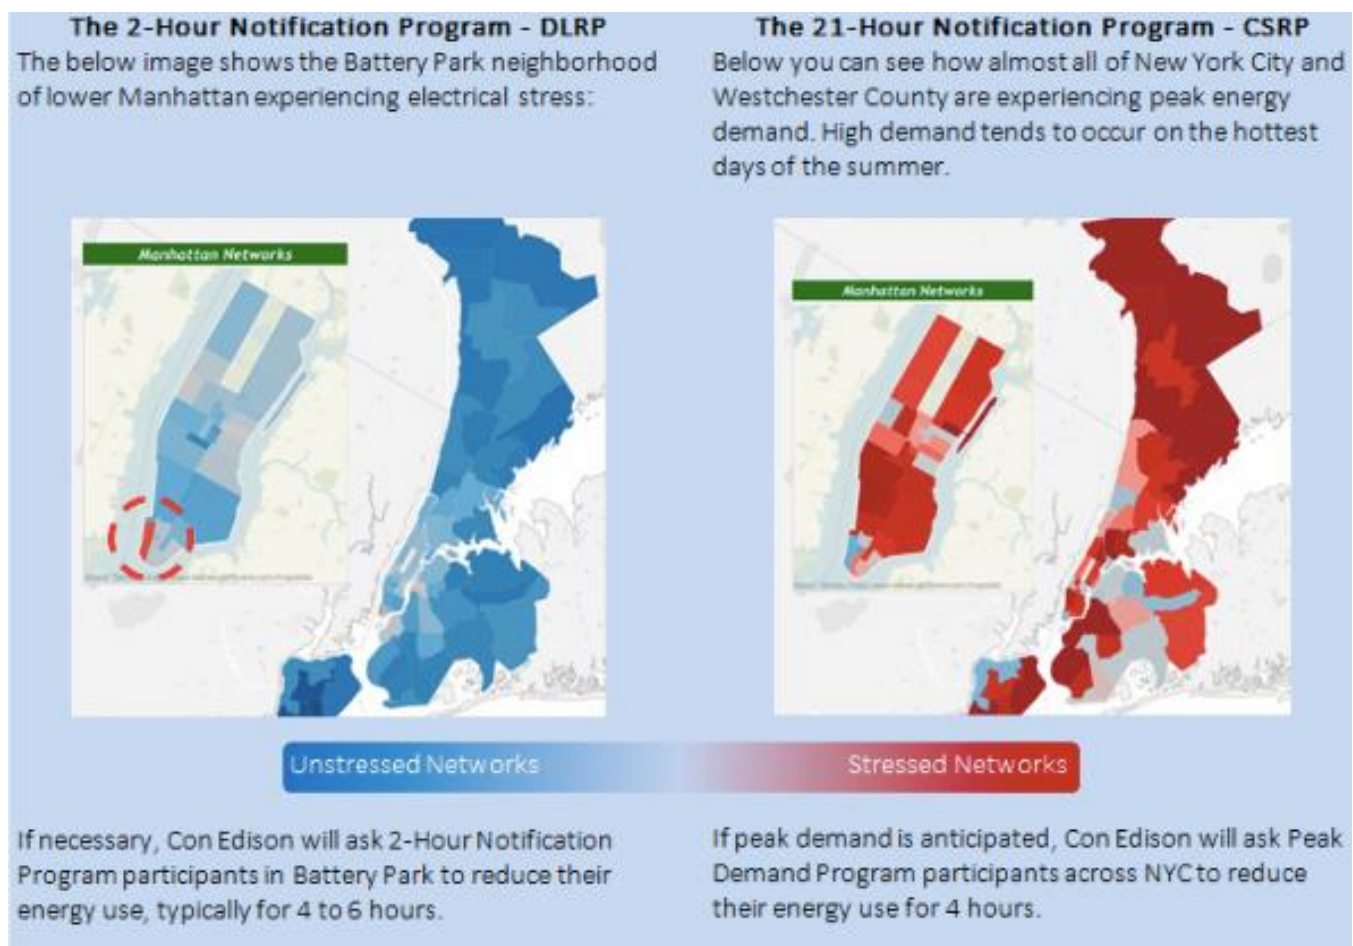 The 2-Hour Notification Program - DLRP
The below image shows the Battery Park neighborhood
of lower Manhattan experiencing electrical stress:
The 21-Hour Notification Program - CSRP
Below you can see how almost all of New York City and
Westchester County are experiencing peak energy
demand. High demand tends to occur on the hottest
days of the summer.
Manhattan Networks
Manhattan Networks
Unstressed Networks
Stressed Networks
If necessary, Con Edison will ask 2-Hour Notification
Program participants in Battery Park to reduce their
energy use, typically for 4 to 6 hours.
If peak demand is anticipated, Con Edison will ask Peak
Demand Program participants across NYC to reduce
their energy use for 4 hours.